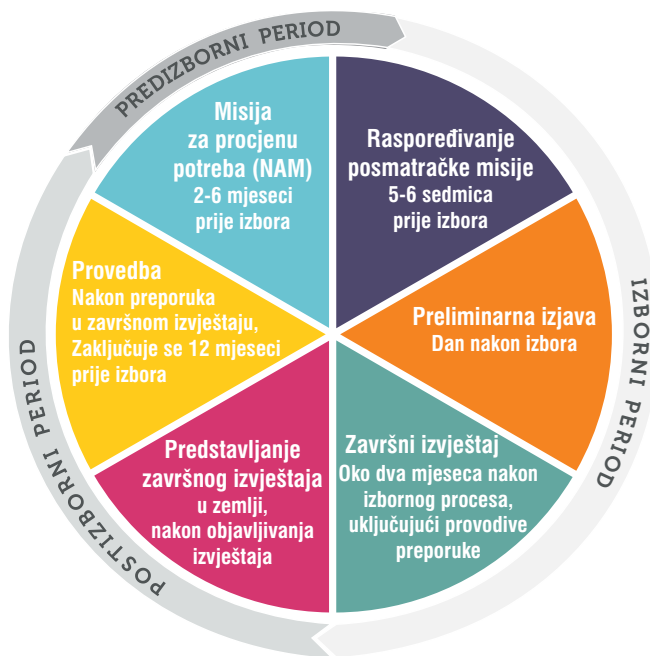 PREDIZBORNI PERIOD
Misija
za procjenu
potreba (NAM)
2-6 mjeseci
prije izbora
Raspoređivanje
posmatračke misije
5-6 sedmica
prije izbora
IZBORNI PERIOD
Preliminarna izjava
Dan nakon izbora
Završni izvještaj
Oko dva mjeseca nakon
izbornog procesa,
uključujući provodive
preporuke
Predstavljanje
završnog izvještaja
u zemlji,
nakon objavljivanja
izvještaja
POSTIZBORNI PERIOD
Provedba
Nakon preporuka
u završnom izvještaju,
Zaključuje se 12 mjeseci
prije izbora